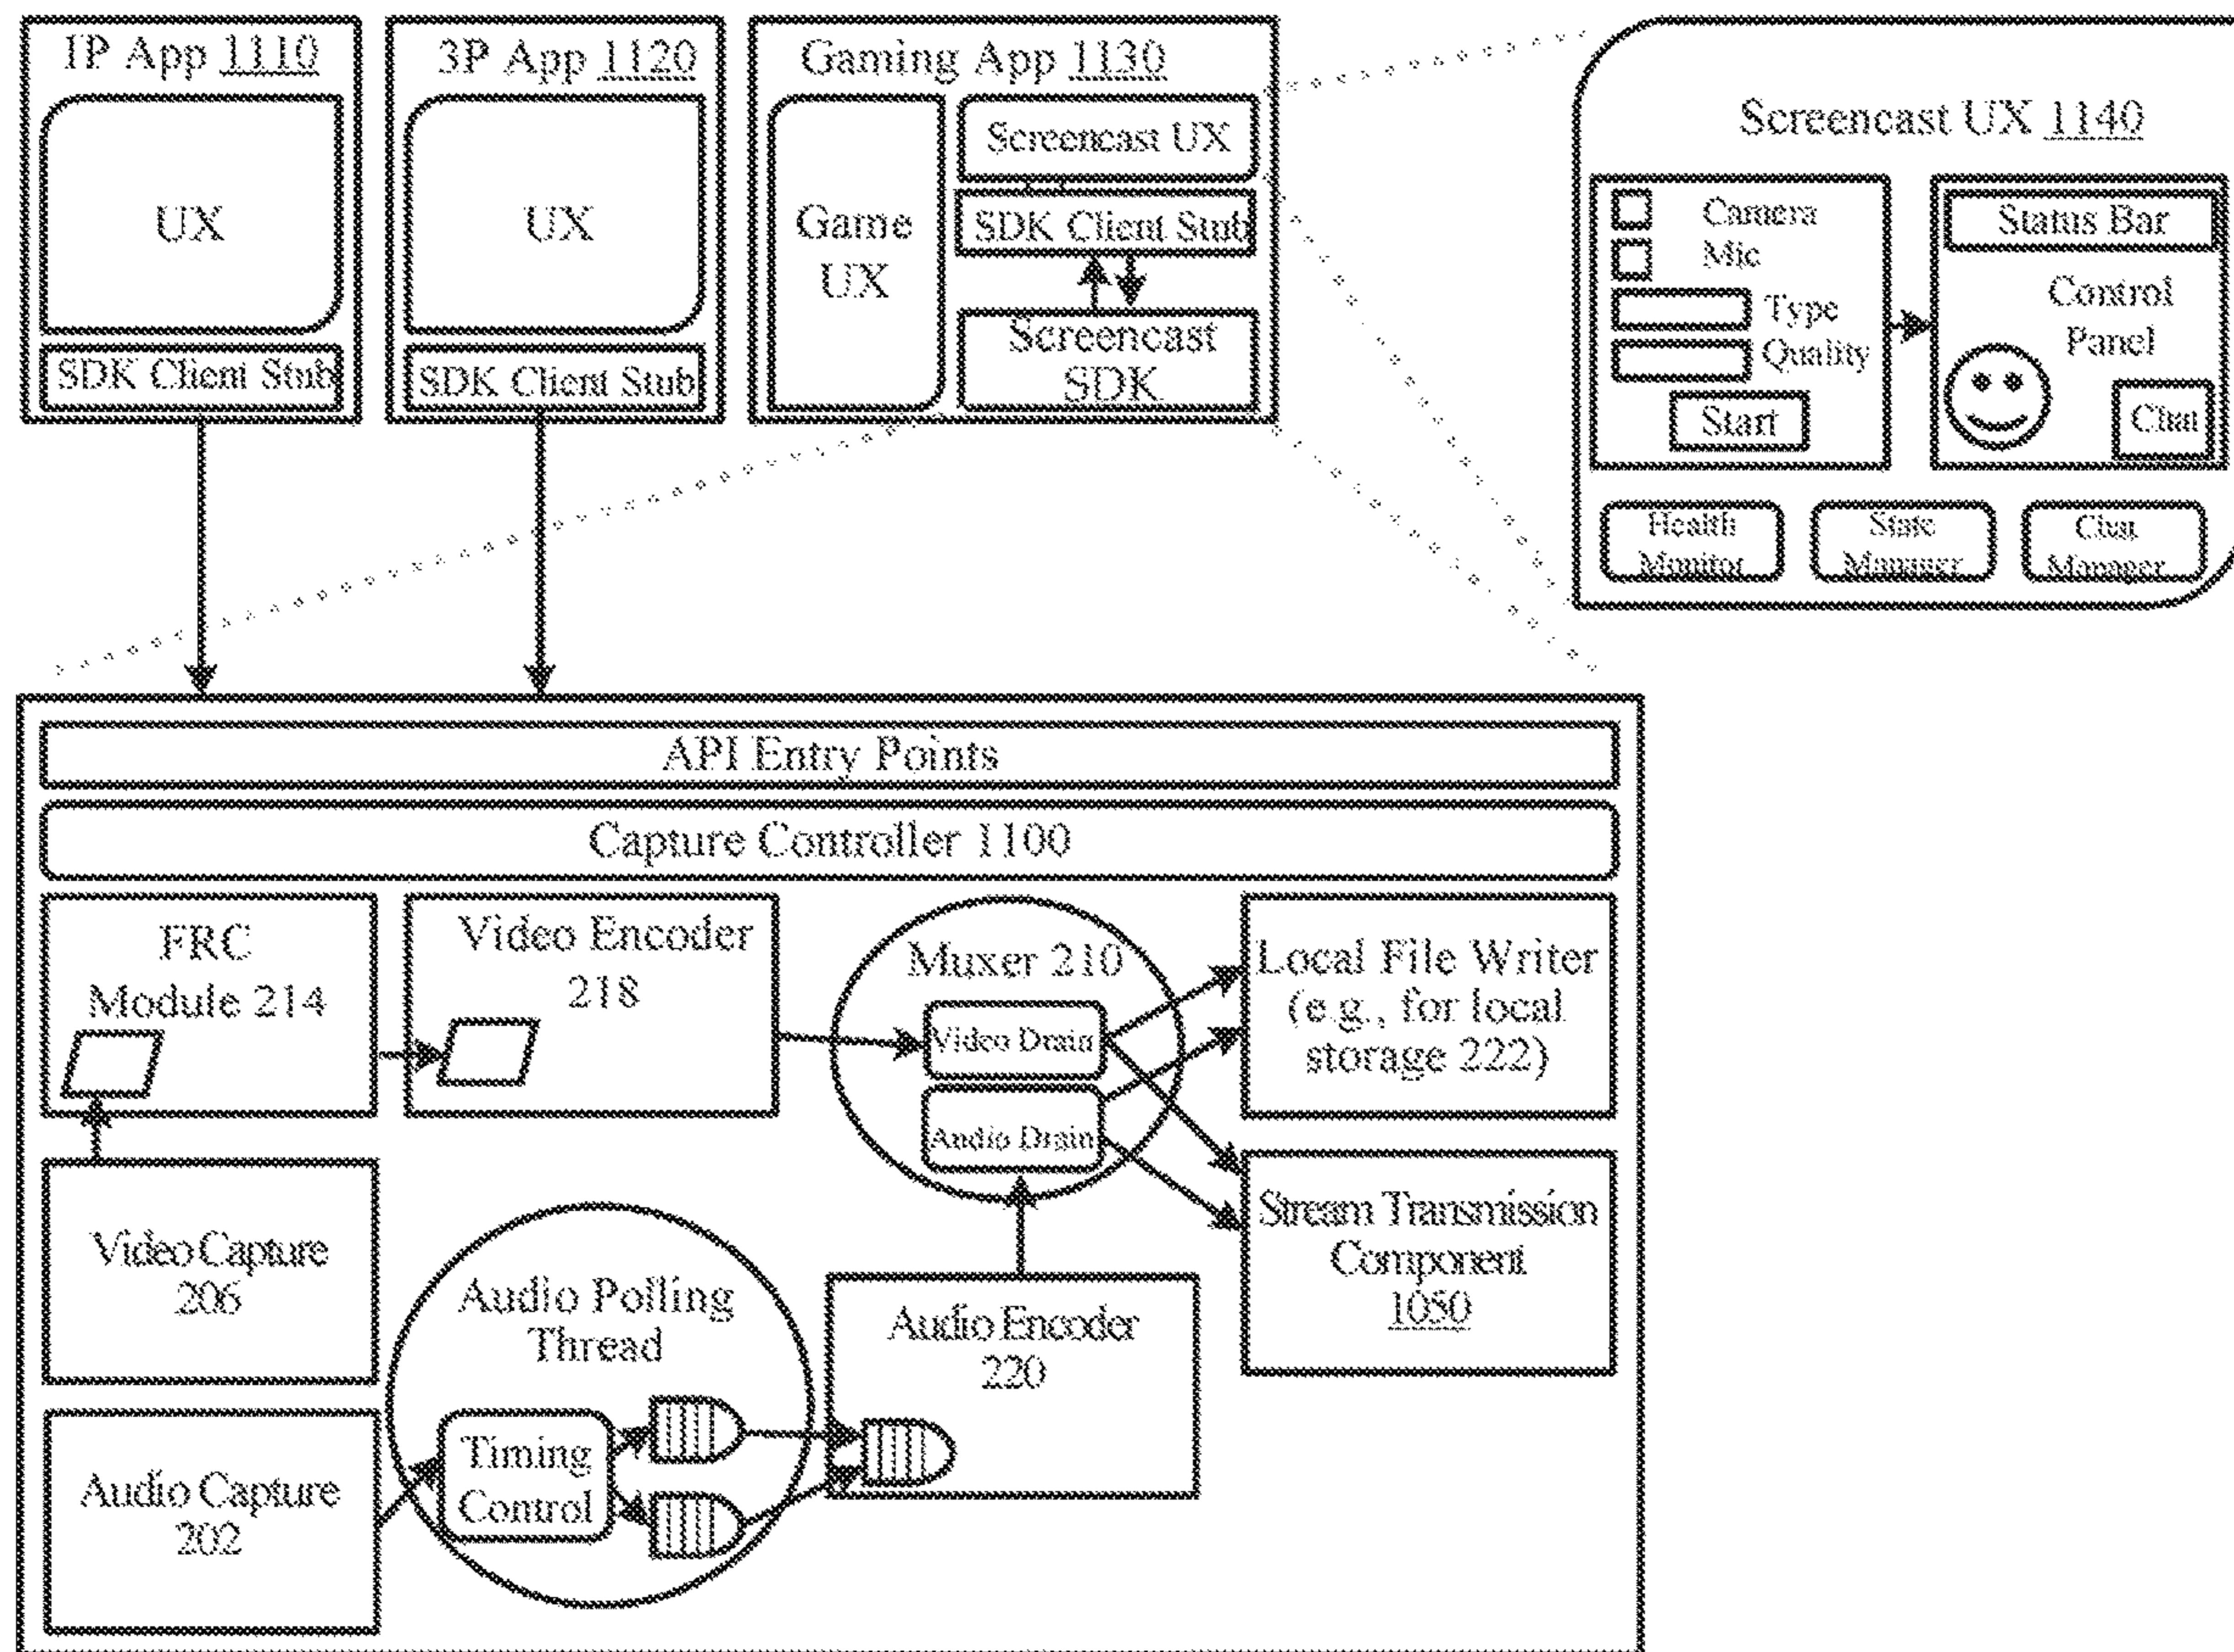 1P App 1110
UX
SDK Client Stub
3P App 1120
UX
SDK Client Stub
Gaming App 1130
Game
UX
Screencast UX
SDK Client Stub
Screencast
SDK
Screencast UX 1140
Camera
Mic
Type
Quality
Start
Status Bar
Control
Panel
Chat
Health
Monitor
State
Manager
Chat
Manager
API Entry Points
Capture Controller 1100
FRC
Module 214
Video Encoder
218
Muxer 210
Video Drain
Audio Drain
Local File Writer
(e.g., for local
storage 222)
Video Capture
206
Audio Polling
Thread
Timing
Control
Audio Encoder
220
Stream Transmission
Component
1050
Audio Capture
202